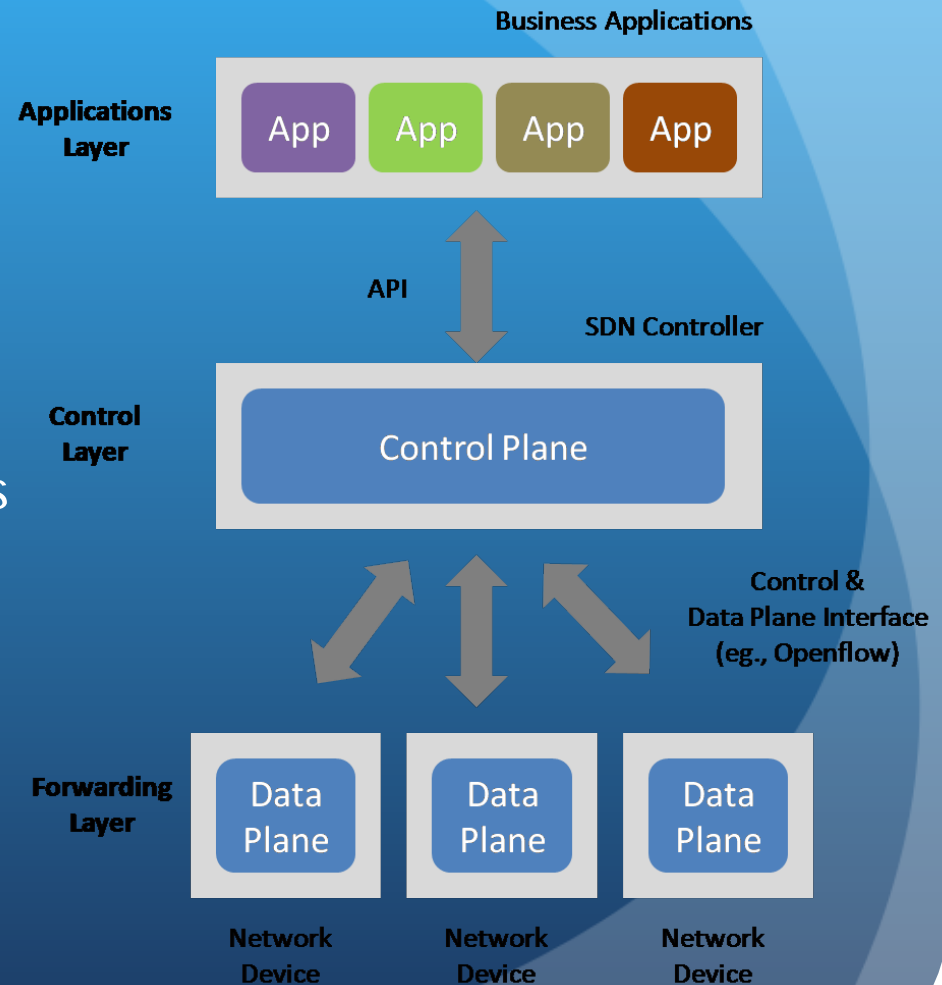 Business Applications
Applications
Layer
App
App
App
App
API
SDN Controller
Control
Layer
Control Plane
s
Control &
Data Plane Interface
(eg., Openflow)
Forwarding
Layer
Data
Plane
Data
Plane
Data
Plane
Network
Device
Network
Device
Network
Device